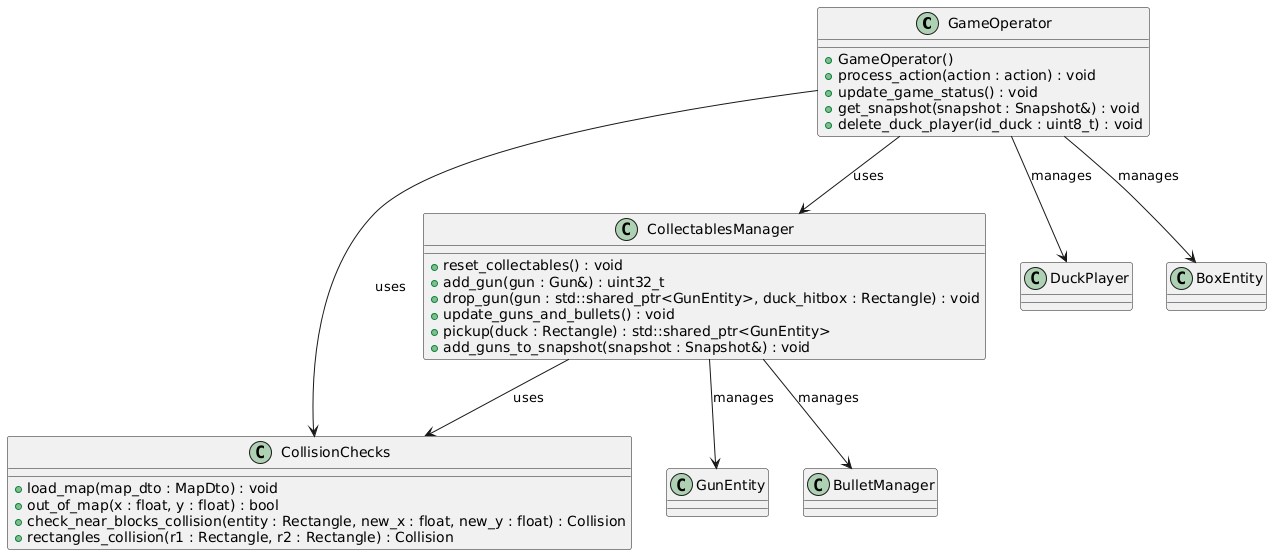 C GameOperator
GameOperator()
process_action(action : action) : void
update_game_status() : void
get_snapshot(snapshot : Snapshot&) : void
delete_duck_player(id_duck : uint8_t) : void
uses
manages
manages
uses
C CollectablesManager
reset_collectables() : void
add_gun(gun : Gun&) : uint32_t
drop_gun(gun : std::shared_ptr<GunEntity>, duck_hitbox : Rectangle) : void
update_guns_and_bullets() : void
pickup(duck : Rectangle) : std::shared_ptr<GunEntity>
add_guns_to_snapshot(snapshot : Snapshot&) : void
C DuckPlayer
C BoxEntity
uses
manages
manages
C CollisionChecks
load_map(map_dto : MapDto) : void
out_of_map(x : float, y : float) : bool
check_near_blocks_collision(entity : Rectangle, new_x : float, new_y : float) : Collision
rectangles_collision(r1 : Rectangle, r2 : Rectangle) : Collision
C GunEntity
C BulletManager